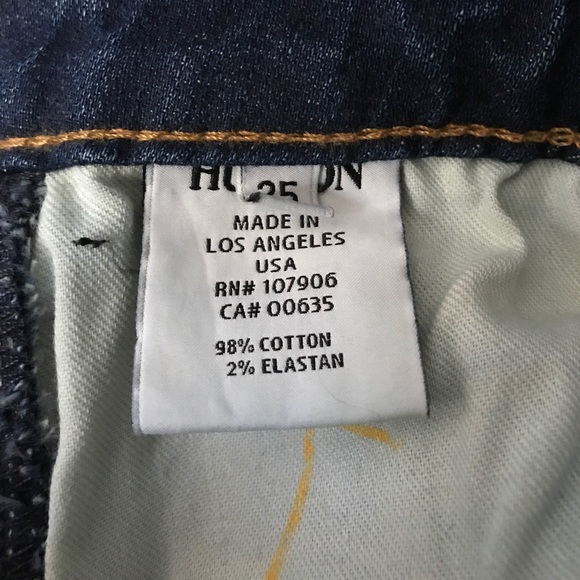 25
MADE IN
LOS ANGELES
USA
RN# 107906
CA# 00635
98% COTTON
2% ELASTAN